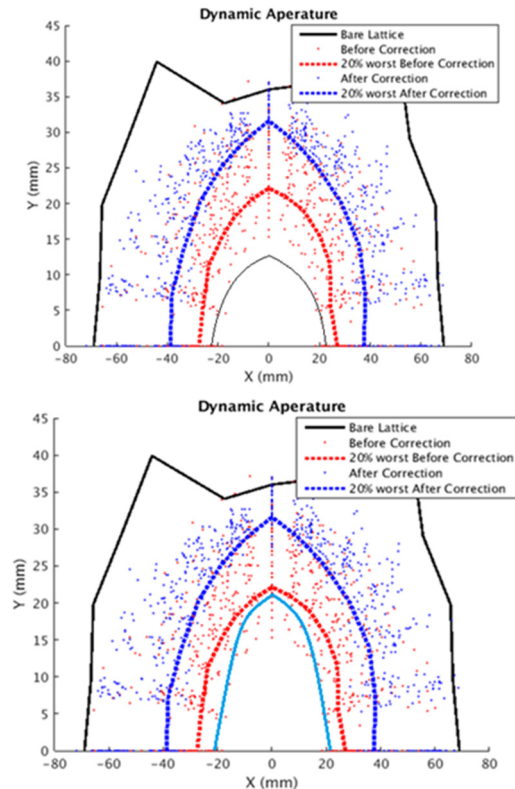 Dynamic Aperture
Bare Lattice
Before Correction
20% worst Before Correction
After Correction
20% worst After Correction
45
40
35
30
25
20
15
10
5
0
Y (mm)
-80 -60 -40 -20 0 20 40 60 80
X (mm)
Dynamic Aperture
Bare Lattice
Before Correction
20% worst Before Correction
After Correction
20% worst After Correction
45
40
35
30
25
20
15
10
5
0
Y (mm)
-80 -60 -40 -20 0 20 40 60 80
X (mm)